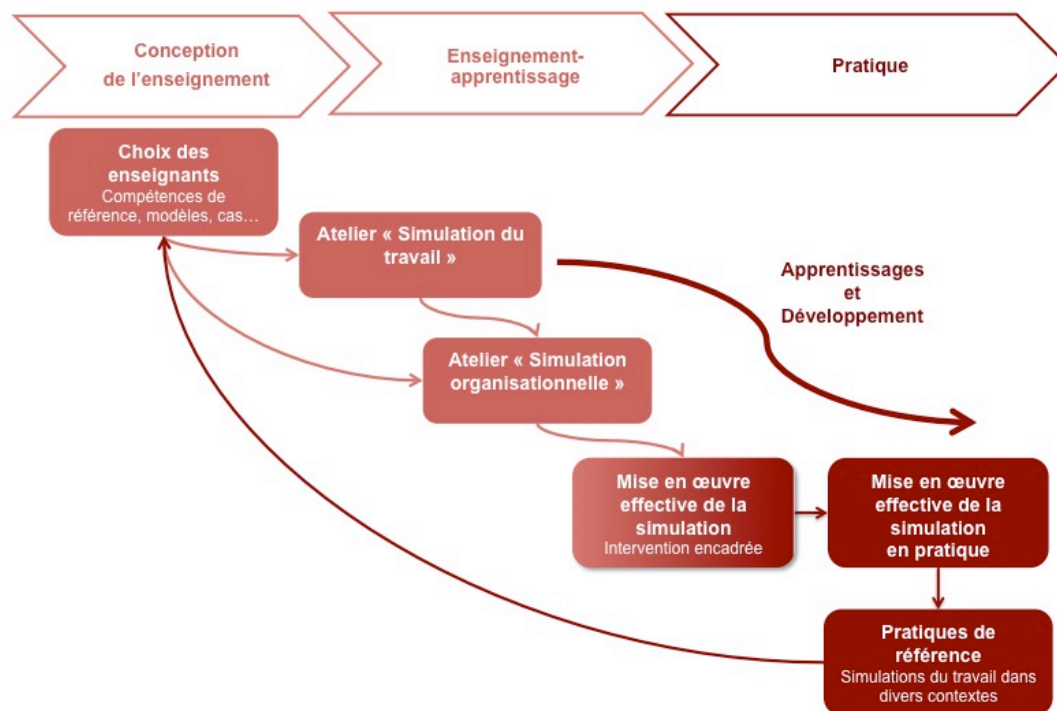 Conception
de l'enseignement
Enseignement-
apprentissage
Pratique
Choix des
enseignants
Compétences de
référence, modèles, cas…
Atelier « Simulation du
travail »
Apprentissages
et
Développement
Atelier « Simulation
organisationnelle »
Mise en œuvre
effective de la
simulation
Intervention encadrée
Mise en œuvre
effective de la
simulation
en pratique
Pratiques de
référence
Simulations du travail dans
divers contextes